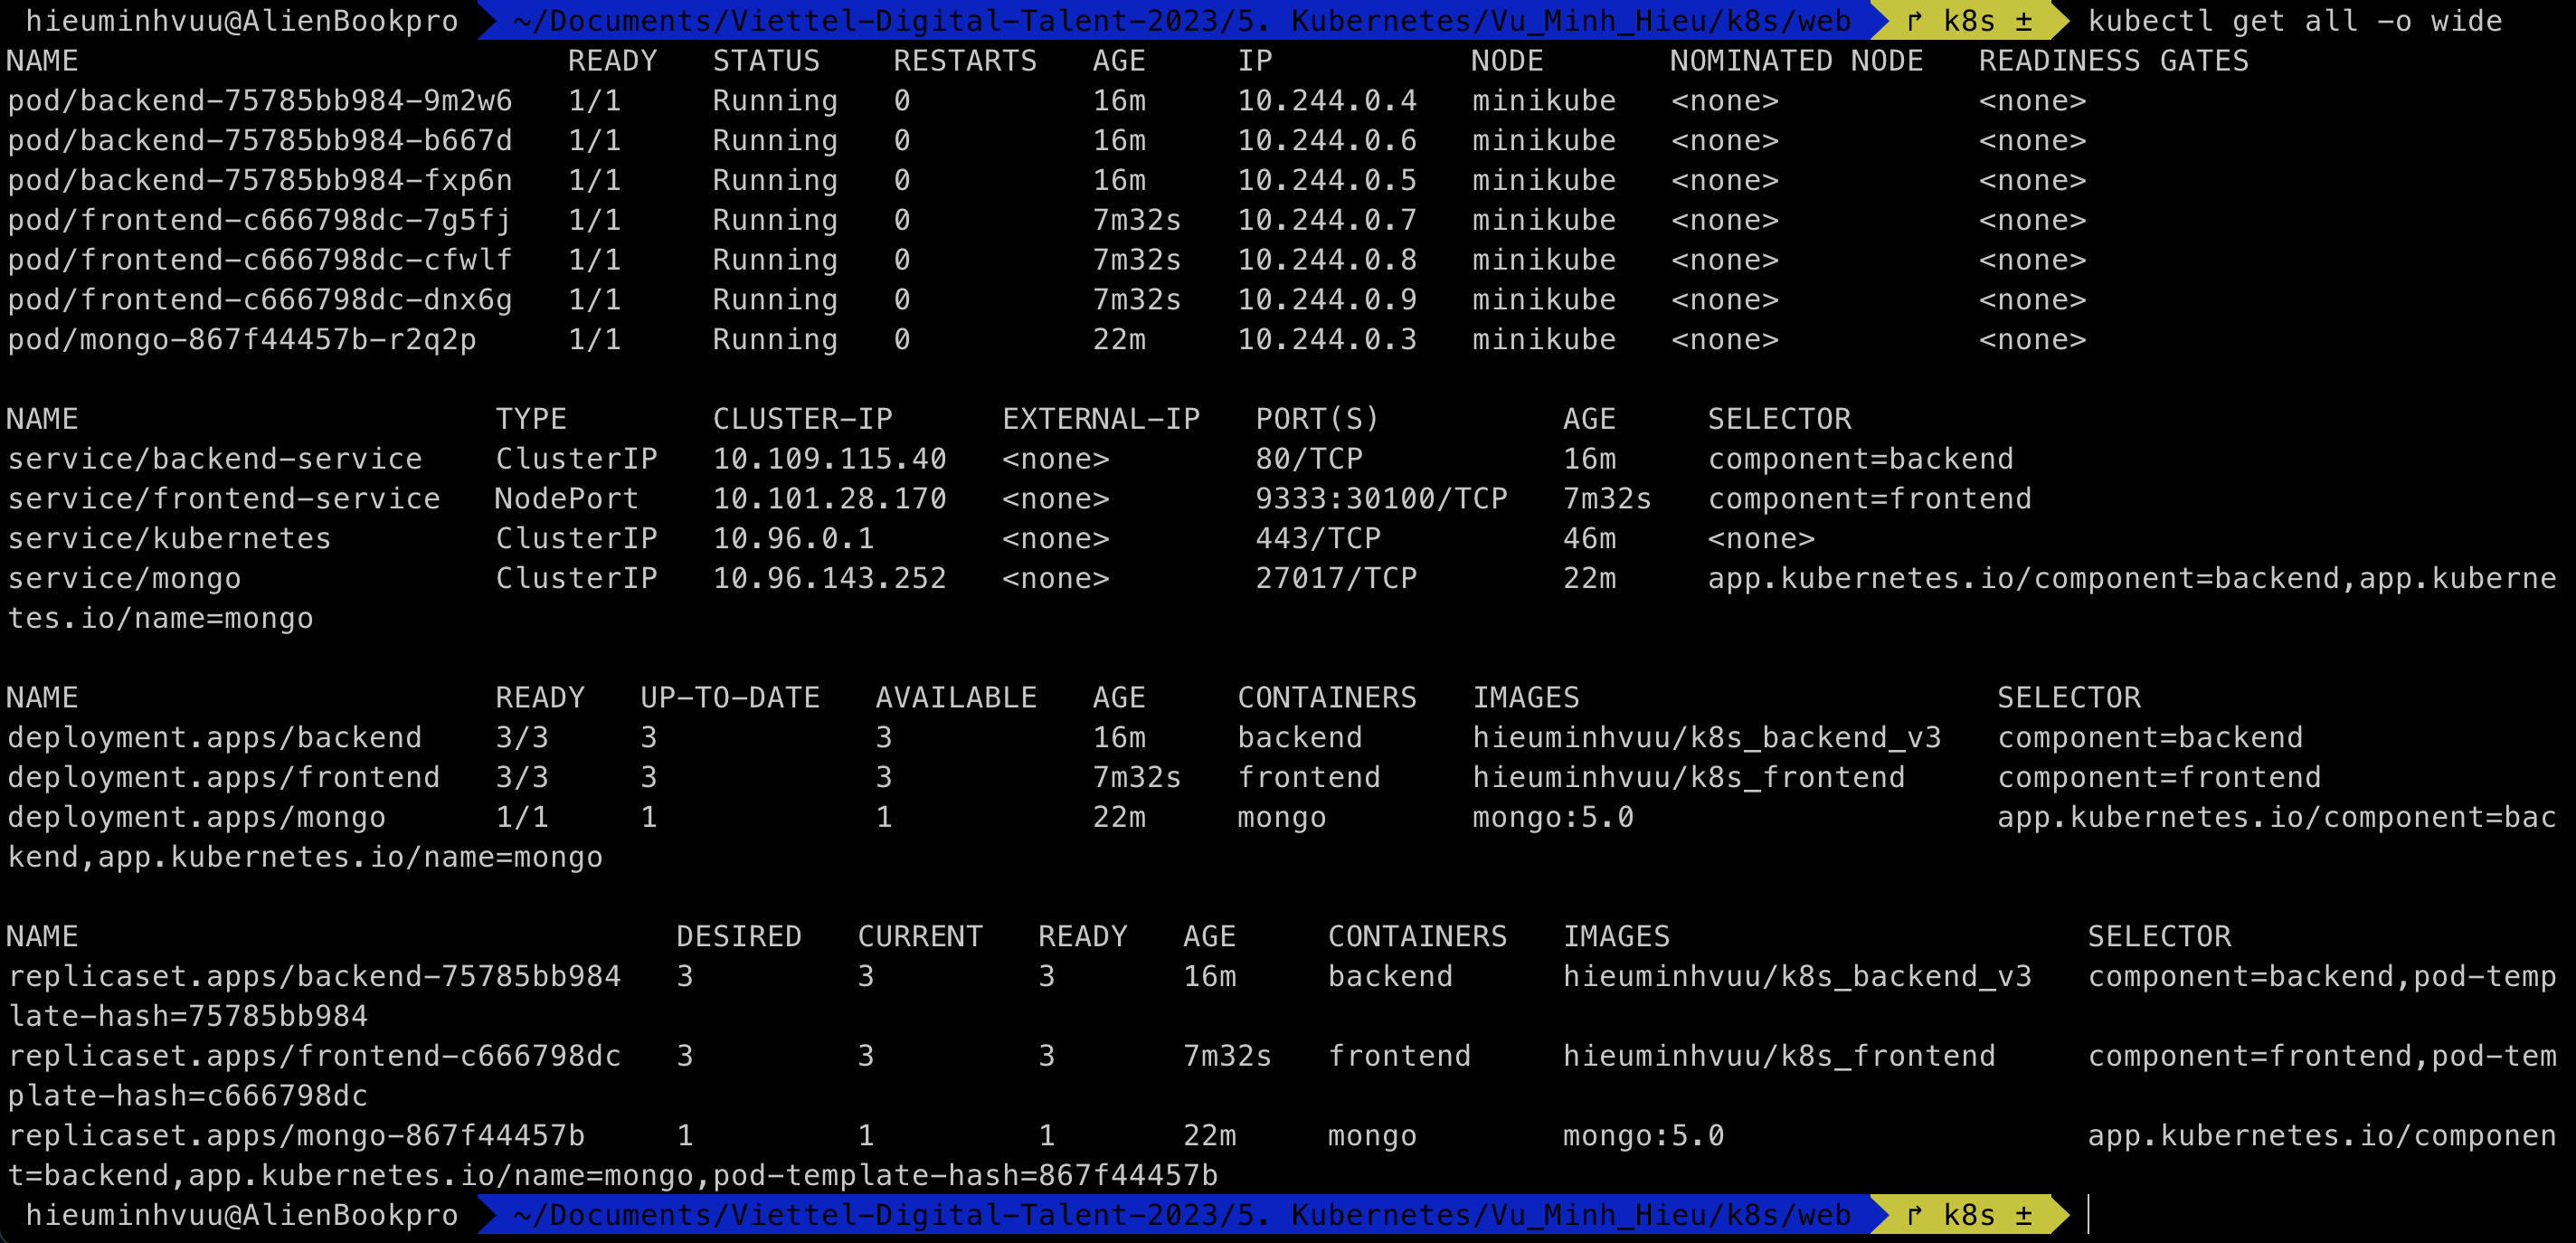 hieuminhvuu@AlienBookpro ~/Documents/Viettel-Digital-Talent-2023/5. Kubernetes/Vu_Minh_Hieu/k8s/web ↱ k8s ± kubectl get all -o wide
NAME READY STATUS RESTARTS AGE IP NODE NOMINATED NODE READINESS GATES
pod/backend-75785bb984-9m2w6 1/1 Running 0 16m 10.244.0.4 minikube <none> <none>
pod/backend-75785bb984-b667d 1/1 Running 0 16m 10.244.0.6 minikube <none> <none>
pod/backend-75785bb984-fxp6n 1/1 Running 0 16m 10.244.0.5 minikube <none> <none>
pod/frontend-c666798dc-7g5fj 1/1 Running 0 7m32s 10.244.0.7 minikube <none> <none>
pod/frontend-c666798dc-cfwlf 1/1 Running 0 7m32s 10.244.0.8 minikube <none> <none>
pod/frontend-c666798dc-dnx6g 1/1 Running 0 7m32s 10.244.0.9 minikube <none> <none>
pod/mongo-867f44457b-r2q2p 1/1 Running 0 22m 10.244.0.3 minikube <none> <none>
NAME TYPE CLUSTER-IP EXTERNAL-IP PORT(S) AGE SELECTOR
service/backend-service ClusterIP 10.109.115.40 <none> 80/TCP 16m component=backend
service/frontend-service NodePort 10.101.28.170 <none> 9333:30100/TCP 7m32s component=frontend
service/kubernetes ClusterIP 10.96.0.1 <none> 443/TCP 46m <none>
service/mongo ClusterIP 10.96.143.252 <none> 27017/TCP 22m app.kubernetes.io/component=backend,app.kuberne
tes.io/name=mongo
NAME READY UP-TO-DATE AVAILABLE AGE CONTAINERS IMAGES SELECTOR
deployment.apps/backend 3/3 3 3 16m backend hieuminhvuu/k8s_backend_v3 component=backend
deployment.apps/frontend 3/3 3 3 7m32s frontend hieuminhvuu/k8s_frontend component=frontend
deployment.apps/mongo 1/1 1 1 22m mongo mongo:5.0 app.kubernetes.io/component=bac
kend,app.kubernetes.io/name=mongo
NAME DESIRED CURRENT READY AGE CONTAINERS IMAGES SELECTOR
replicaset.apps/backend-75785bb984 3 3 3 16m backend hieuminhvuu/k8s_backend_v3 component=backend,pod-temp
late-hash=75785bb984
replicaset.apps/frontend-c666798dc 3 3 3 7m32s frontend hieuminhvuu/k8s_frontend component=frontend,pod-tem
plate-hash=c666798dc
replicaset.apps/mongo-867f44457b 1 1 1 22m mongo mongo:5.0 app.kubernetes.io/componen
t=backend,app.kubernetes.io/name=mongo,pod-template-hash=867f44457b
hieuminhvuu@AlienBookpro ~/Documents/Viettel-Digital-Talent-2023/5. Kubernetes/Vu_Minh_Hieu/k8s/web ↱ k8s ±